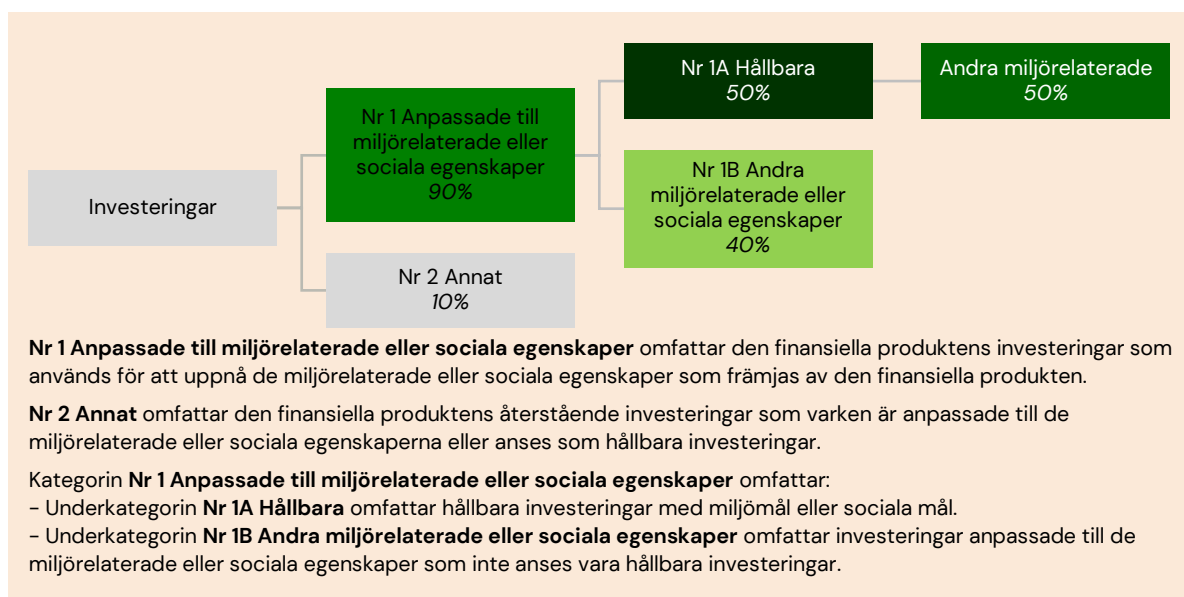 Nr 1A Hållbara
50%
Andra miljörelaterade
50%
Nr 1 Anpassade till
miljörelaterade eller
sociala egenskaper
90%
Nr 1B Andra
miljörelaterade eller
sociala egenskaper
40%
Investeringar
Nr 2 Annat
10%
Nr 1 Anpassade till miljörelaterade eller sociala egenskaper omfattar den finansiella produktens investeringar som
används för att uppnå de miljörelaterade eller sociala egenskaper som främjas av den finansiella produkten.
Nr 2 Annat omfattar den finansiella produktens återstående investeringar som varken är anpassade till de
miljörelaterade eller sociala egenskaperna eller anses som hållbara investeringar.
Kategorin Nr 1 Anpassade till miljörelaterade eller sociala egenskaper omfattar:
- Underkategorin Nr 1A Hållbara omfattar hållbara investeringar med miljömål eller sociala mål.
- Underkategorin Nr 1B Andra miljörelaterade eller sociala egenskaper omfattar investeringar anpassade till de
miljörelaterade eller sociala egenskaper som inte anses vara hållbara investeringar.